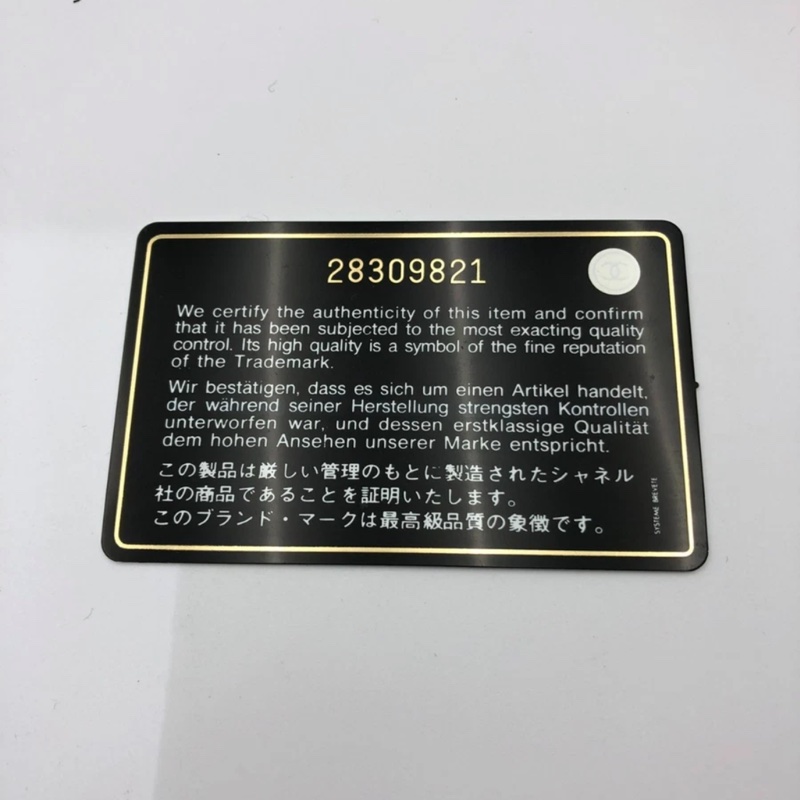 28309821
We certify the authenticity of this item and confirm
that it has been subjected to the most exacting quality
control. Its high quality is a symbol of the fine reputation
of the Trademark.
Wir bestätigen, dass es sich um einen Artikel handelt,
der während seiner Herstellung strengsten Kontrollen
unterworfen war, und dessen erstklassige Qualität
dem hohen Ansehen unserer Marke entspricht.
この製品は厳しい管理のもとに製造されたシャネル
社の商品であることを証明いたします。
このブランド・マークは最高級品質の象徴です。
SYSTEME BREVETE